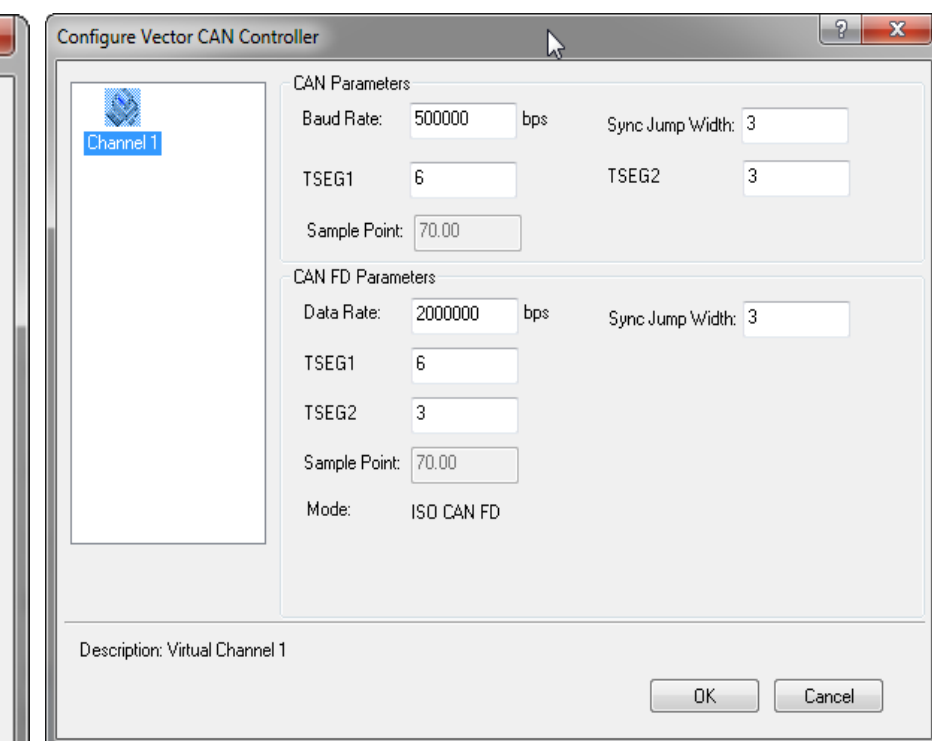 Configure Vector CAN Controller
?
x
Channel 1
CAN Parameters
Baud Rate: 500000 bps Sync Jump Width: 3
TSEG1 6 TSEG2 3
Sample Point: 70.00
CAN FD Parameters
Data Rate: 2000000 bps Sync Jump Width: 3
TSEG1 6
TSEG2 3
Sample Point: 70.00
Mode: ISO CAN FD
Description: Virtual Channel 1
OK Cancel